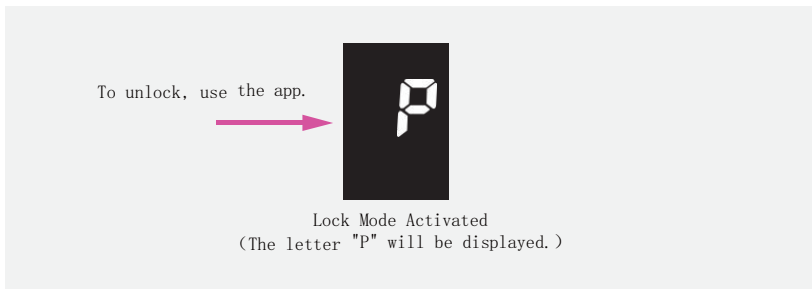 To unlock, use the app.
P
Lock Mode Activated
(The letter "P" will be displayed.)